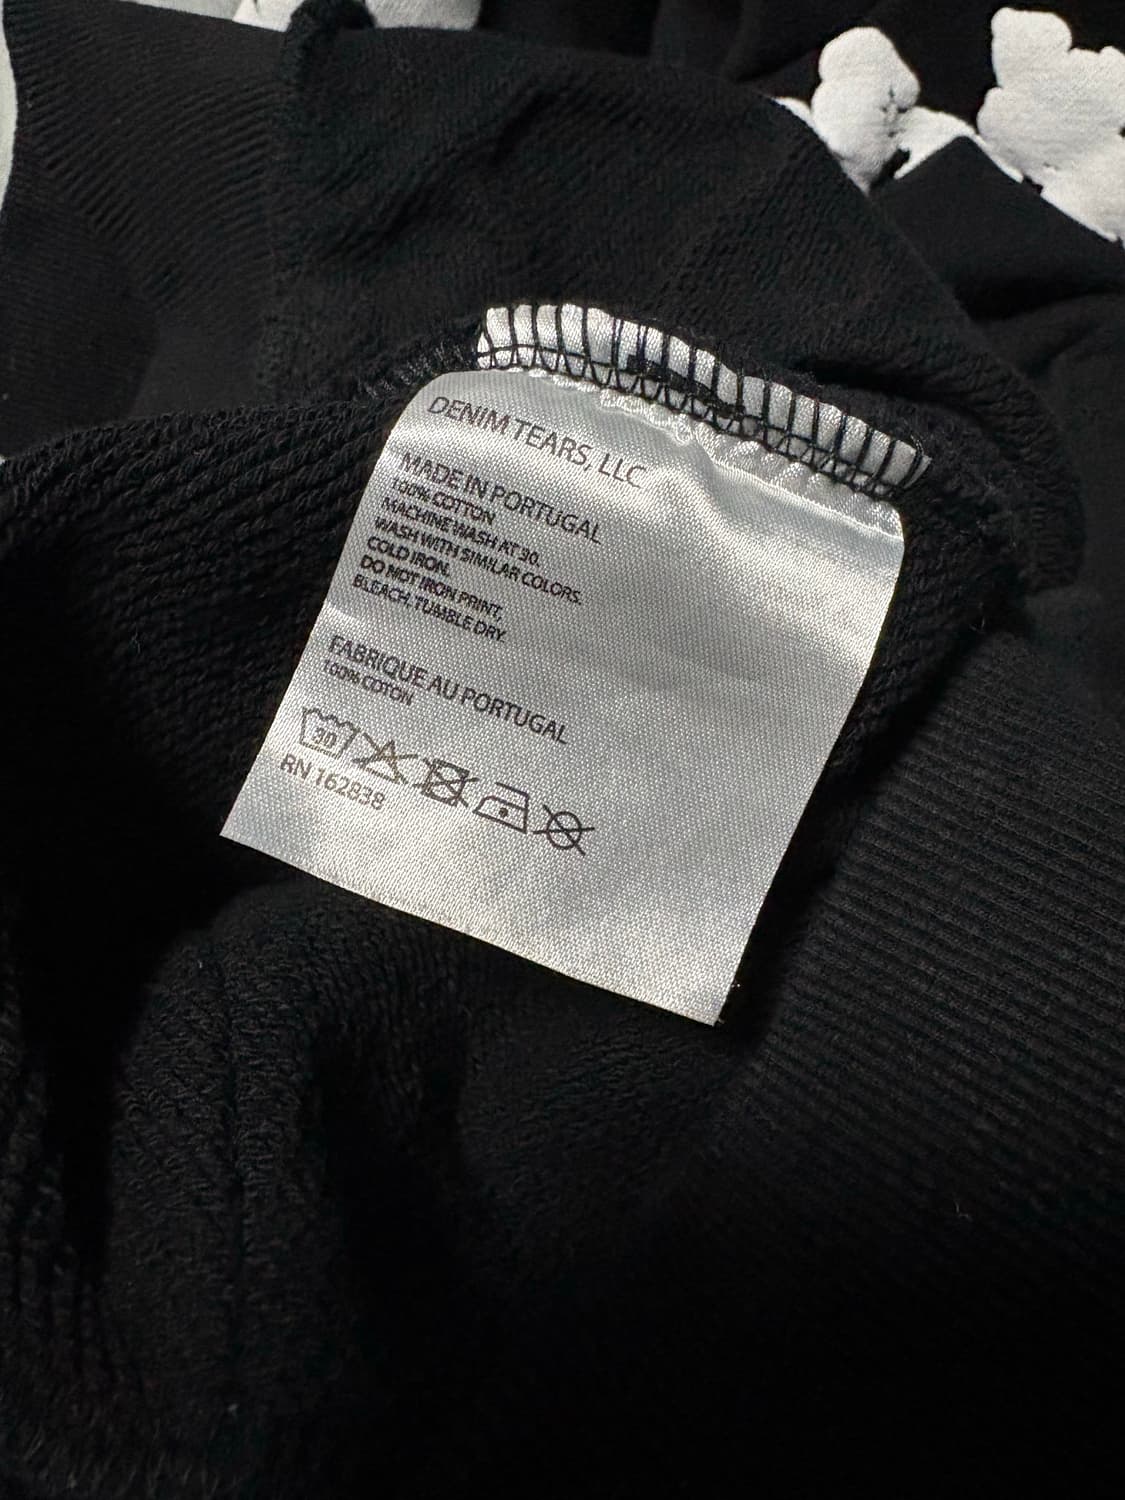 DENIM TEARS, LLC
MADE IN PORTUGAL
100% COTTON
MACHINE WASH AT 30.
WASH WITH SIMILAR COLORS.
COLD IRON.
DO NOT IRON PRINT,
BLEACH, TUMBLE DRY
FABRIQUE AU PORTUGAL
100% COTON
30
RN 162838